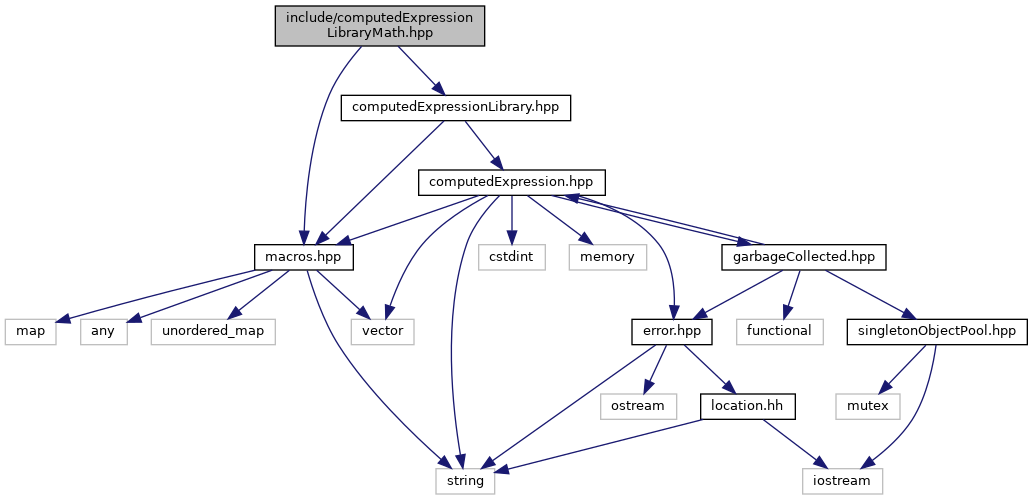 include/computedExpression
LibraryMath.hpp
computedExpressionLibrary.hpp
computedExpression.hpp
macros.hpp
cstdint
memory
garbageCollected.hpp
map
any
unordered_map
vector
error.hpp
functional
singletonObjectPool.hpp
ostream
location.hh
mutex
string
iostream